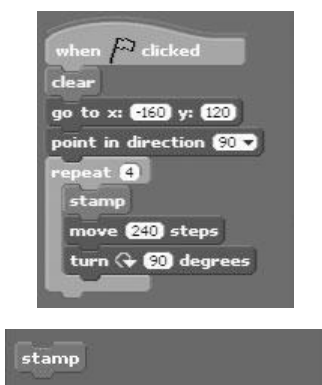 when clicked
clear
go to x: -160 y: 120
point in direction 90
repeat 4
stamp
move 240 steps
turn 90 degrees
stamp